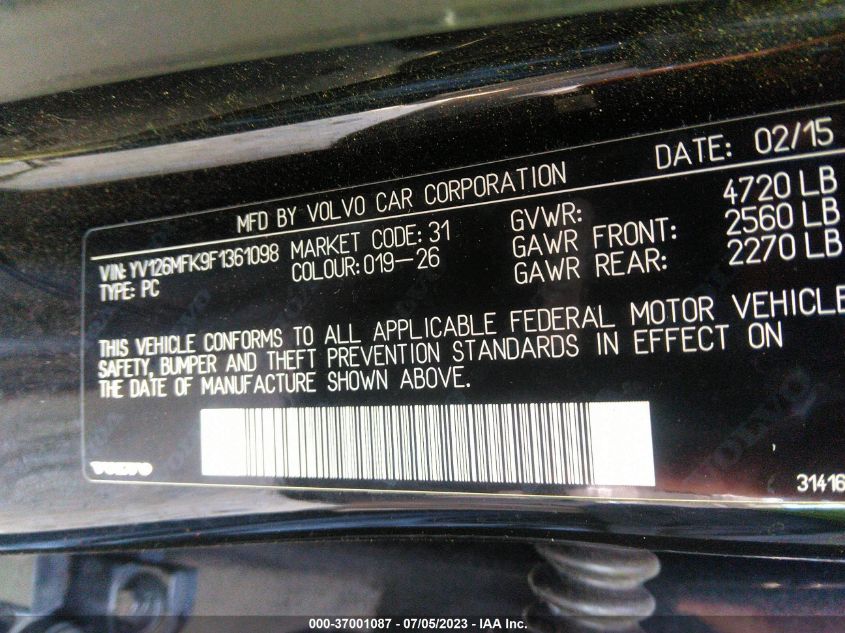 MFD BY VOLVO CAR CORPORATION DATE: 02/15
VIN: YV126MFK9F1361098 MARKET CODE: 31 GVWR: 4720 LB
TYPE: PC COLOUR: 019-26 GAWR FRONT: 2560 LB
GAWR REAR: 2270 LB
THIS VEHICLE CONFORMS TO ALL APPLICABLE FEDERAL MOTOR VEHICLE
SAFETY, BUMPER AND THEFT PREVENTION STANDARDS IN EFFECT ON
THE DATE OF MANUFACTURE SHOWN ABOVE.
VOLVO
31416
VOLVO
000-37001087 - 07/05/2023 - IAA Inc.